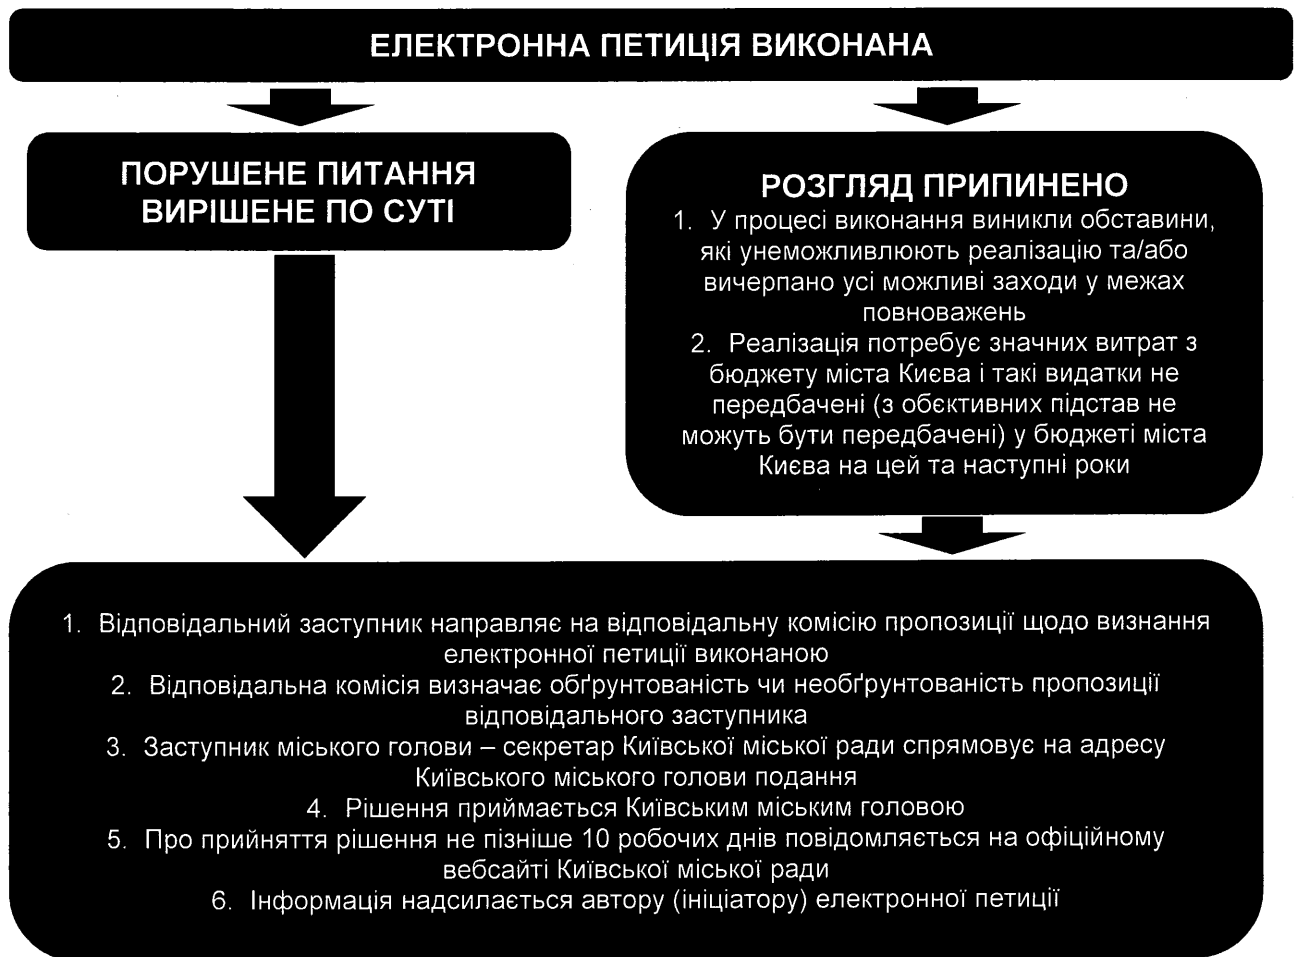 ЕЛЕКТРОННА ПЕТИЦІЯ ВИКОНАНА
ПОРУШЕНЕ ПИТАННЯ
ВИРІШЕНЕ ПО СУТІ
РОЗГЛЯД ПРИПИНЕНО
1. У процесі виконання виникли обставини,
які унеможливлюють реалізацію та/або
вичерпано усі можливі заходи у межах
повноважень
2. Реалізація потребує значних витрат з
бюджету міста Києва і такі видатки не
передбачені (з обєктивних підстав не
можуть бути передбачені) у бюджеті міста
Києва на цей та наступні роки
1. Відповідальний заступник направляє на відповідальну комісію пропозиції щодо визнання
електронної петиції виконаною
2. Відповідальна комісія визначає обґрунтованість чи необґрунтованість пропозиції
відповідального заступника
3. Заступник міського голови – секретар Київської міської ради спрямовує на адресу
Київського міського голови подання
4. Рішення приймається Київським міським головою
5. Про прийняття рішення не пізніше 10 робочих днів повідомляється на офіційному
вебсайті Київської міської ради
6. Інформація надсилається автору (ініціатору) електронної петиції